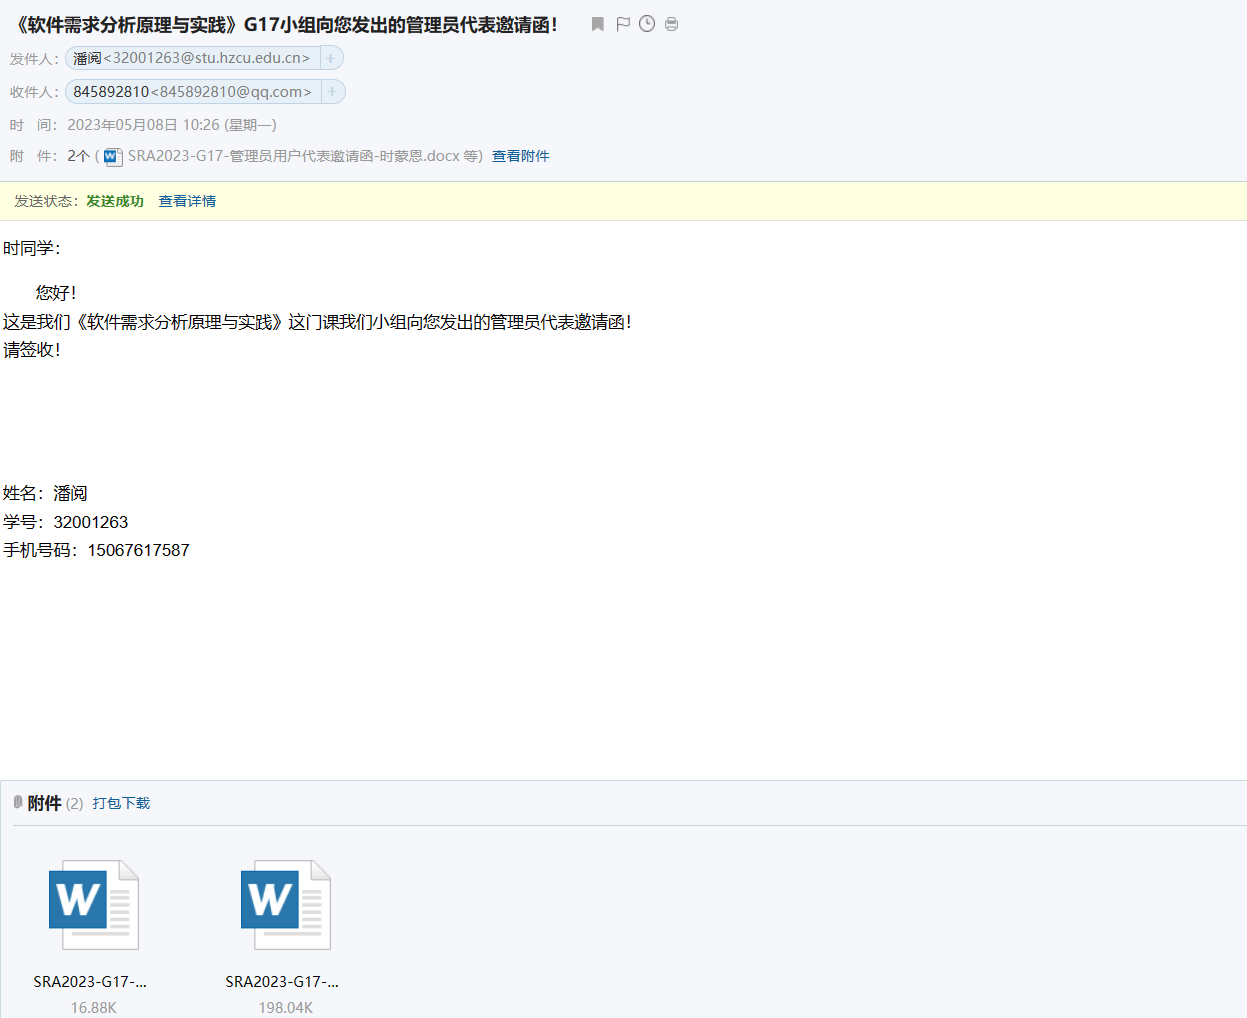 《软件需求分析原理与实践》G17小组向您发出的管理员代表邀请函！
发件人：潘阅<32001263@stu.hzcu.edu.cn> +
收件人：845892810<845892810@qq.com> +
时 间：2023年05月08日 10:26 (星期一)
附 件：2个 ( SRA2023-G17-管理员用户代表邀请函-时蒙恩.docx 等) 查看附件
发送状态：发送成功 查看详情
时同学：
您好！
这是我们《软件需求分析原理与实践》这门课我们小组向您发出的管理员代表邀请函！
请签收！
姓名：潘阅
学号：32001263
手机号码：15067617587
附件 (2) 打包下载
W W
SRA2023-G17-... SRA2023-G17-...
16.88K 198.04K